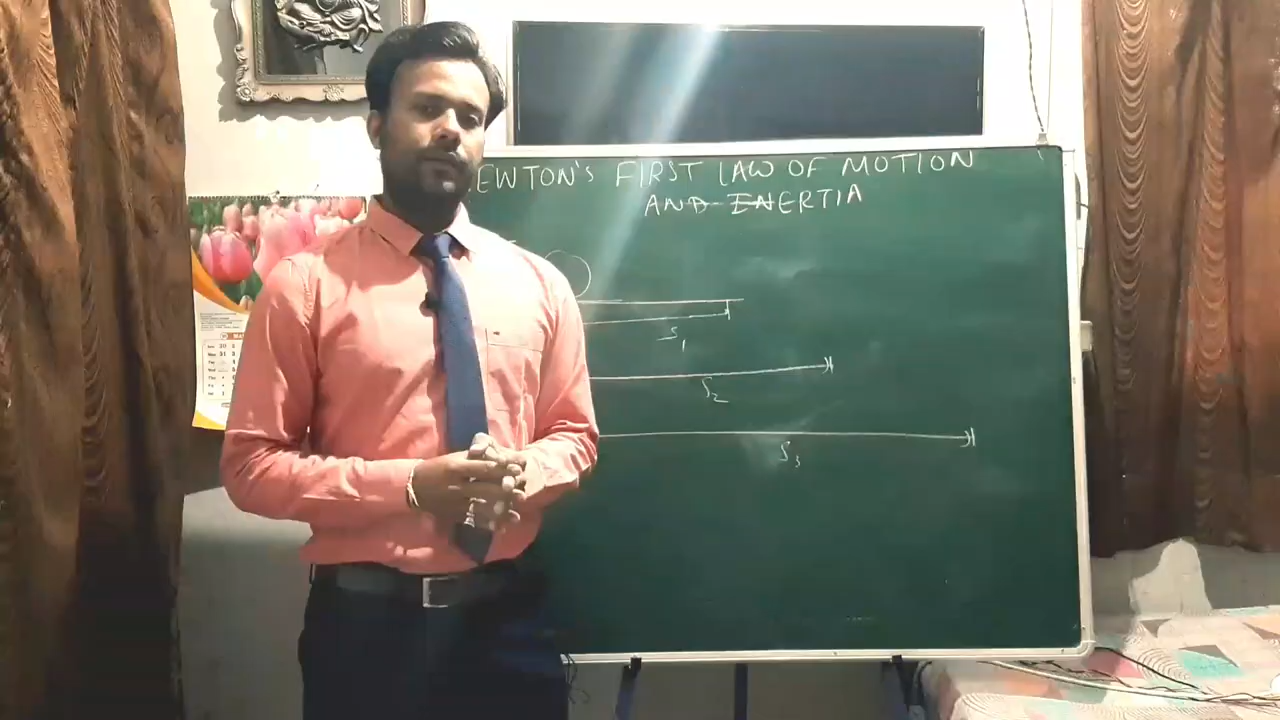 EWTON'S FIRST LAW OF MOTION
AND ENERTIA
S1
S2
S3